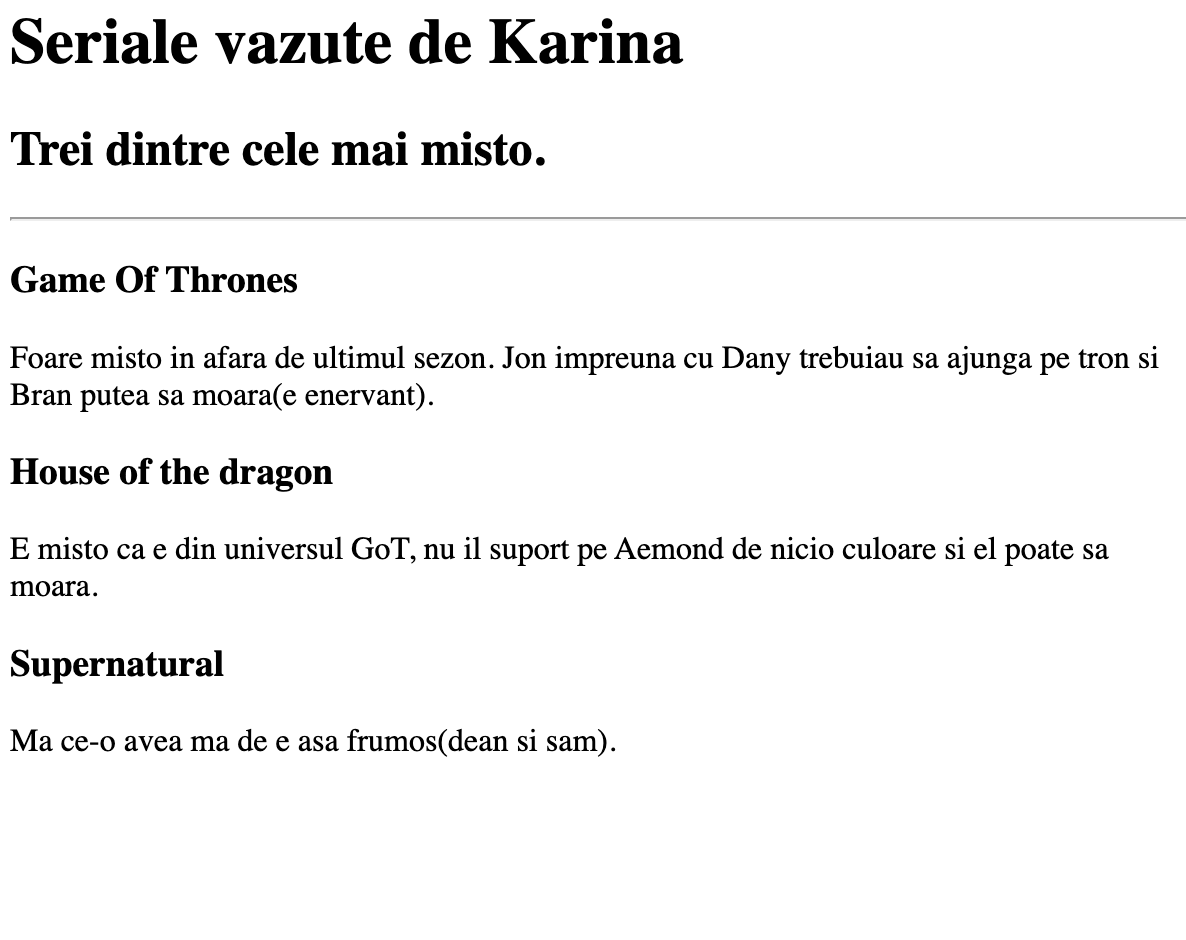 Seriale vazute de Karina
Trei dintre cele mai misto.
Game Of Thrones
Foare misto in afara de ultimul sezon. Jon impreuna cu Dany trebuiau sa ajunga pe tron si
Bran putea sa moara(e enervant).
House of the dragon
E misto ca e din universul GoT, nu il suport pe Aemond de nicio culoare si el poate sa
moara.
Supernatural
Ma ce-o avea ma de e asa frumos(dean si sam).